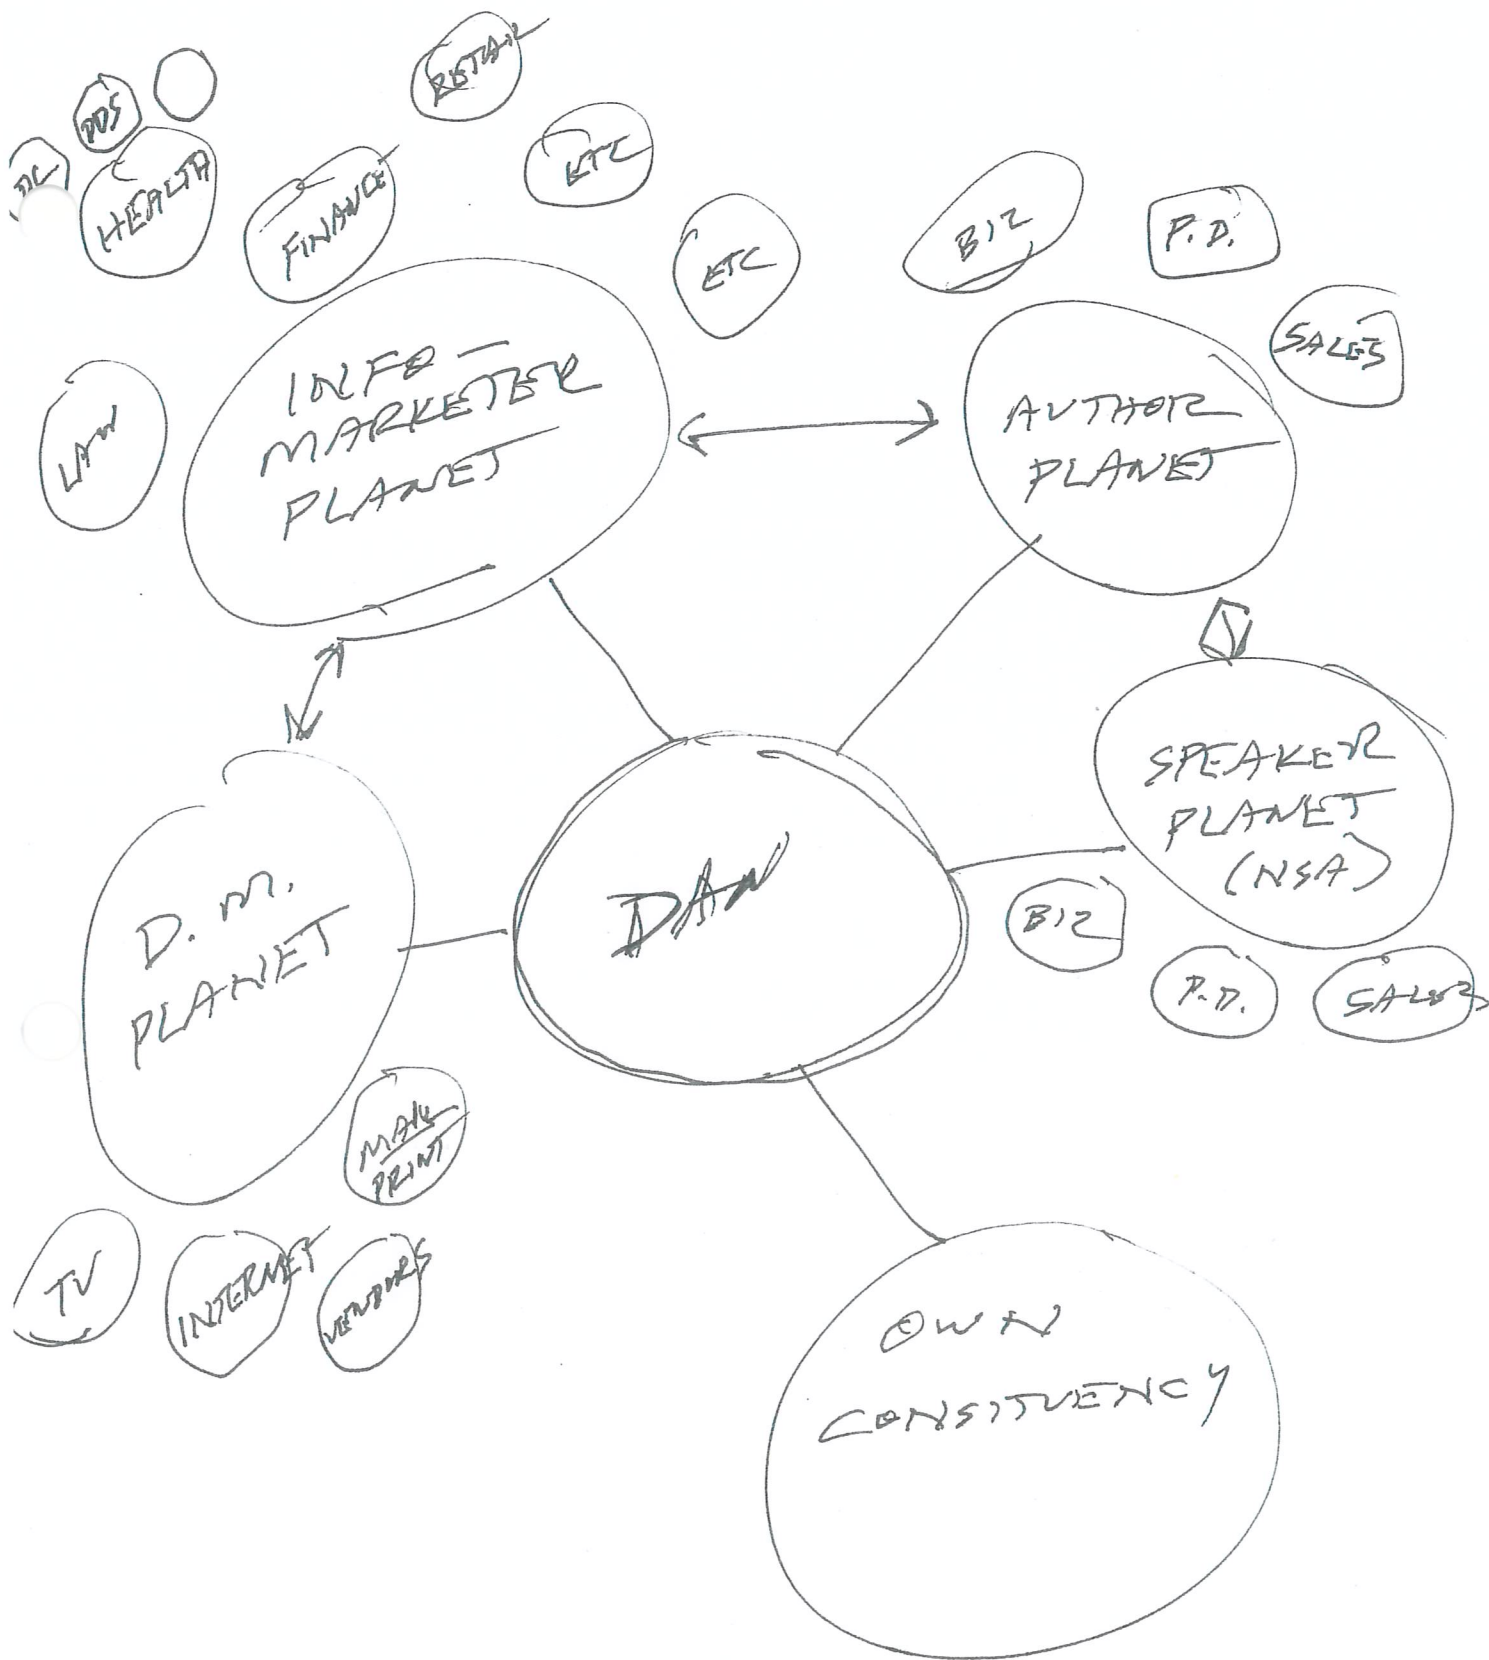 RETAIL
DDS
DC
HEALTH
FINANCE
ETC
ETC
BIZ
P.D.
SALES
LAW
INFO-
MARKETER
PLANET
AUTHOR
PLANET
SPEAKER
PLANET
(NSA)
DAN
D.M.
PLANET
BIZ
P.D.
SALES
MAIL
PRINT
TV
INTERNET
VENDORS
OWN
CONSITUENCY